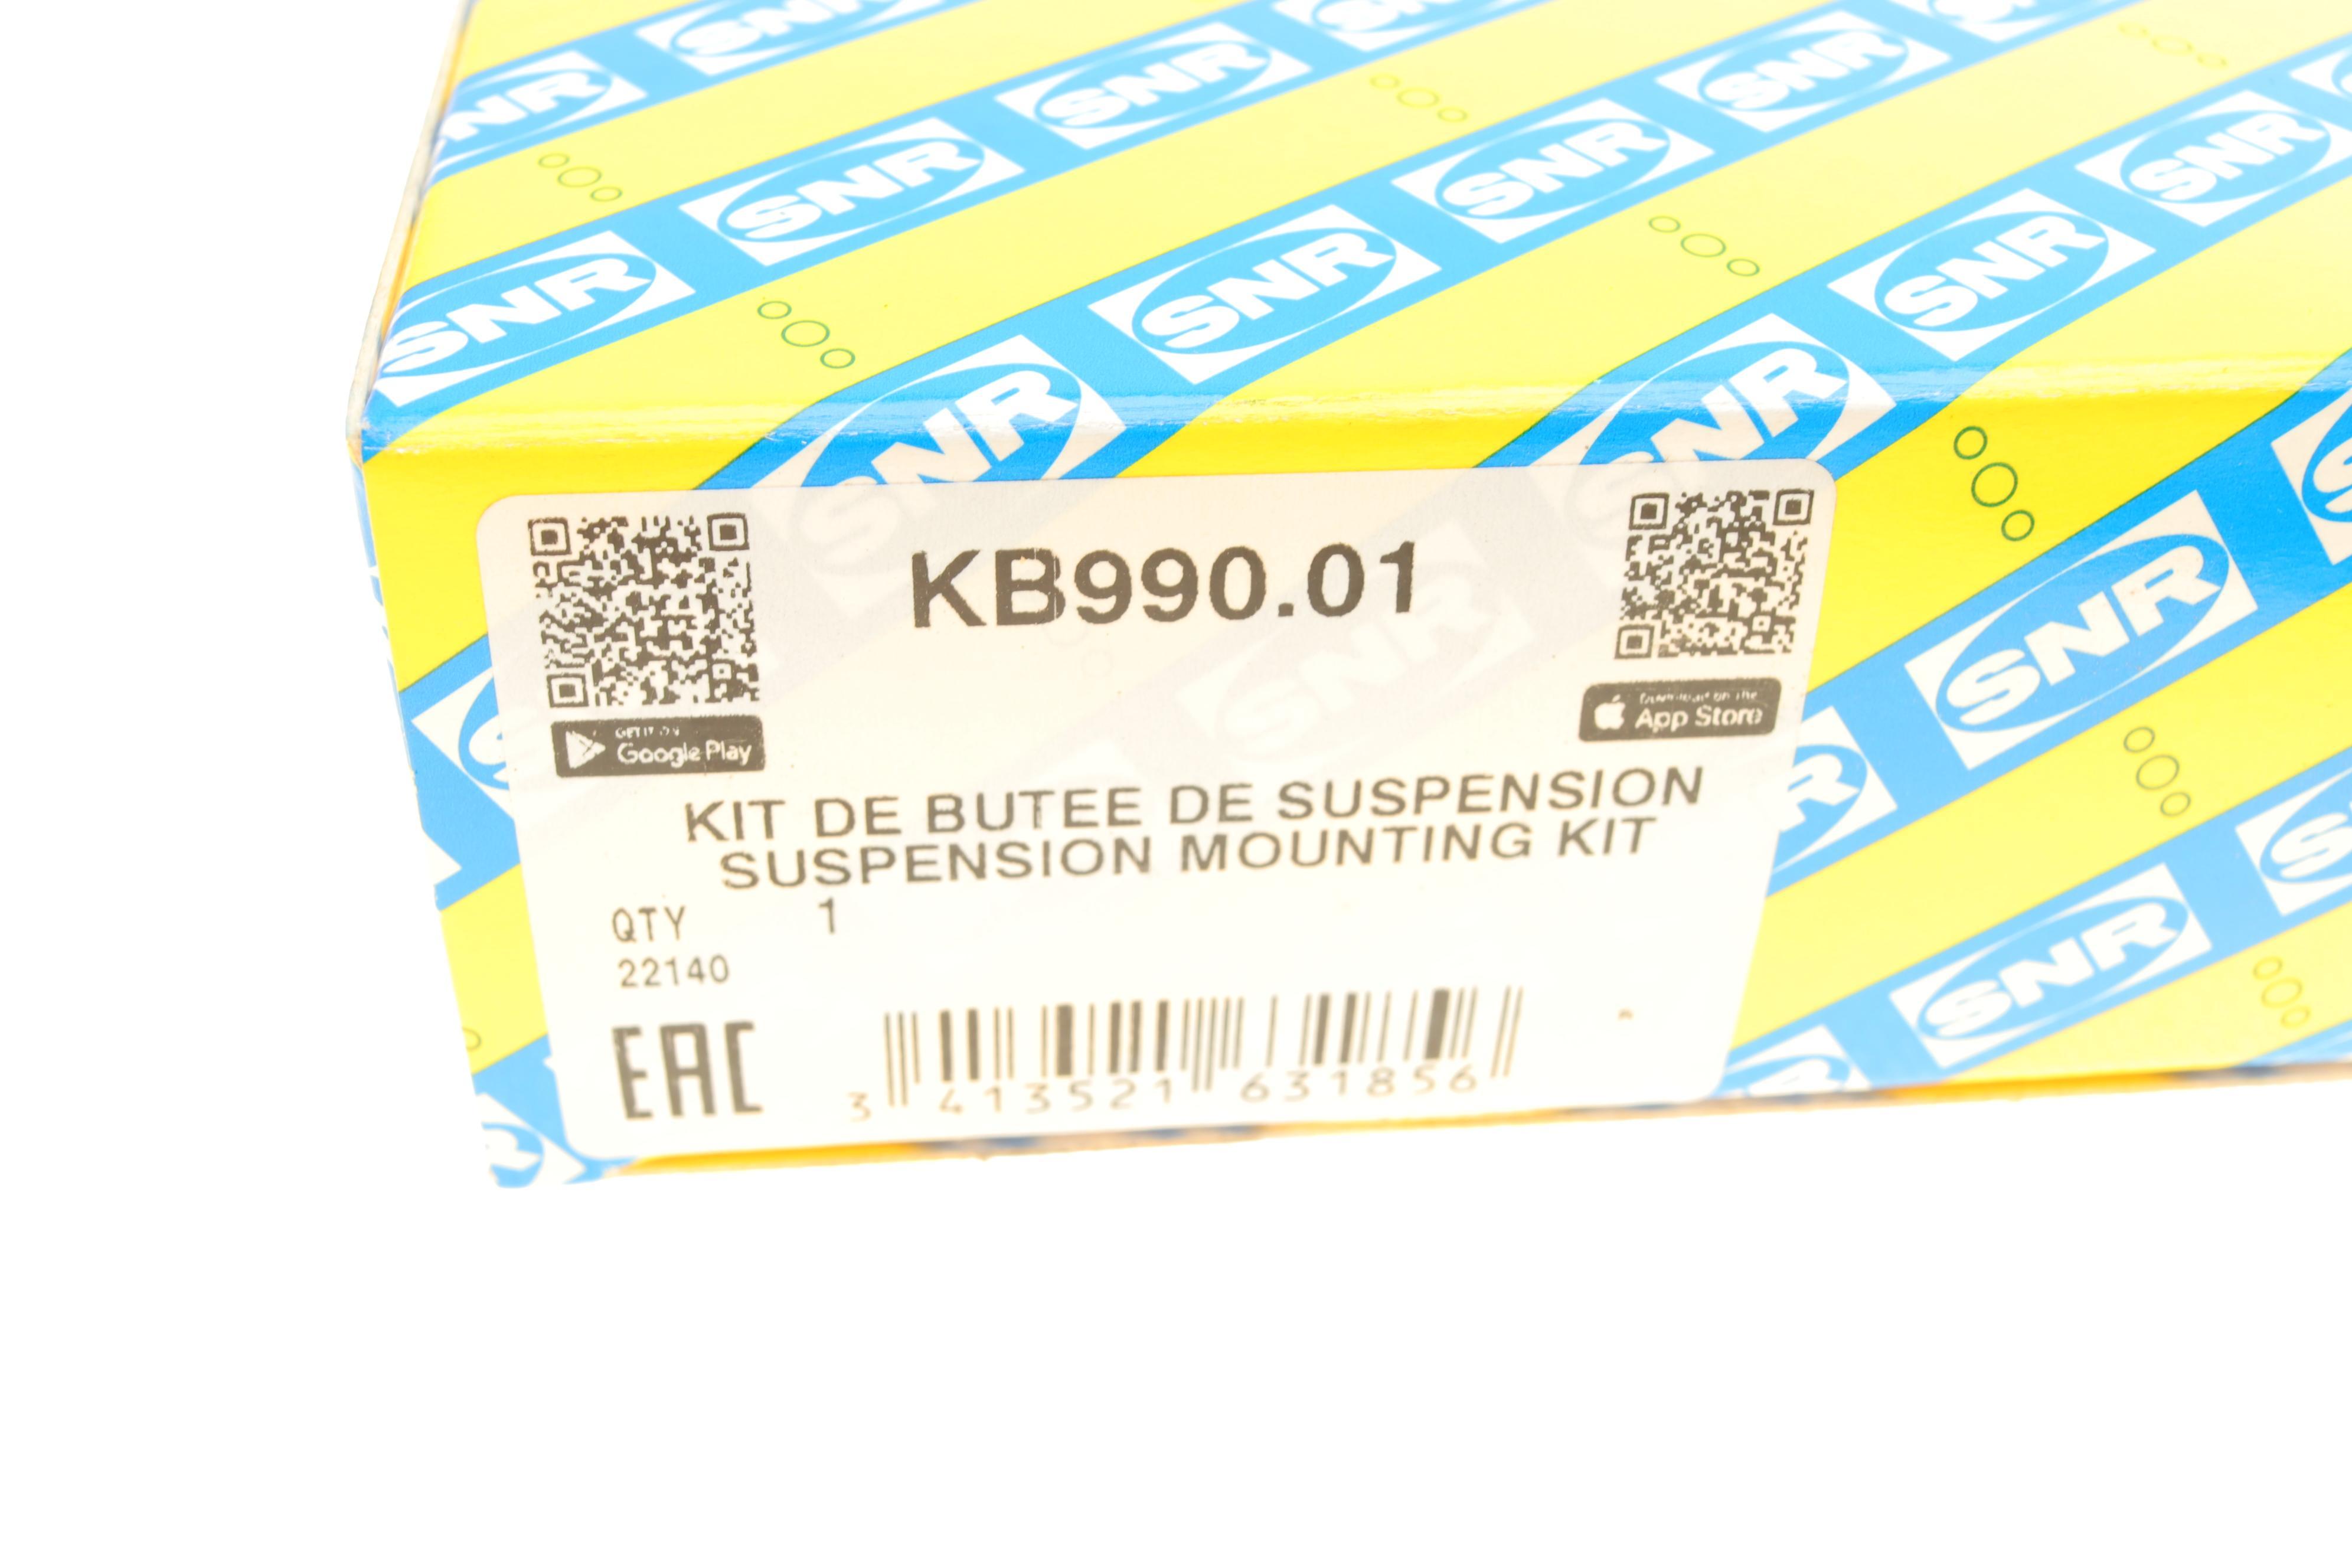 SNR
KB990.01
GET IT ON
Google Play
Download on the
App Store
KIT DE BUTEE DE SUSPENSION
SUSPENSION MOUNTING KIT
QTY 1
22140
EAC
3 413521 631856